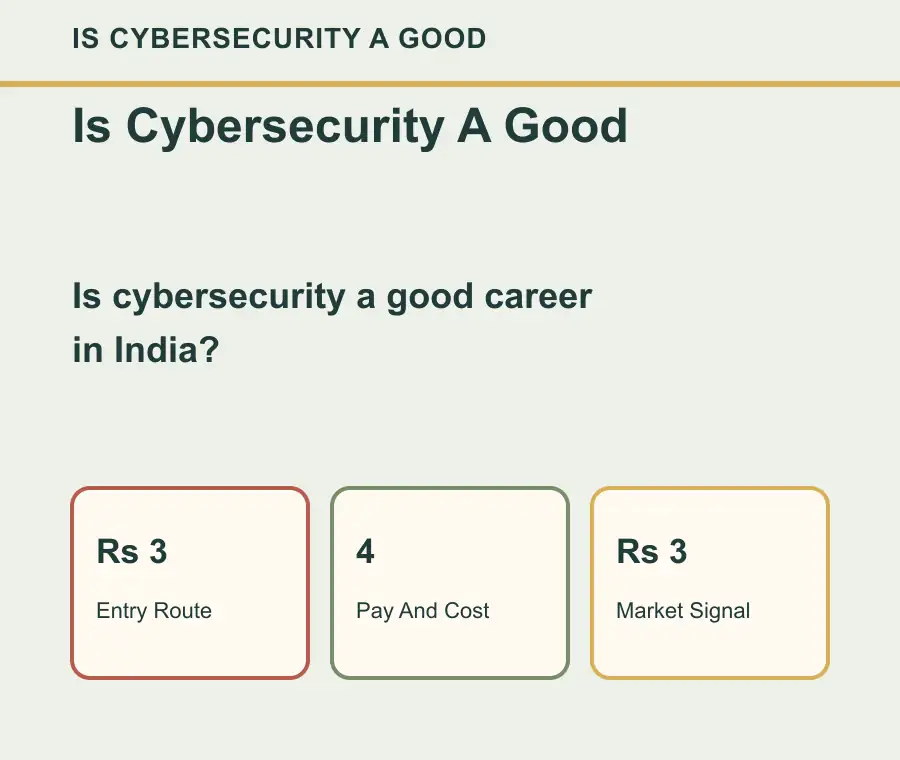 IS CYBERSECURITY A GOOD
Is Cybersecurity A Good
Is cybersecurity a good career
in India?
Rs 3
Entry Route
4
Pay And Cost
Rs 3
Market Signal